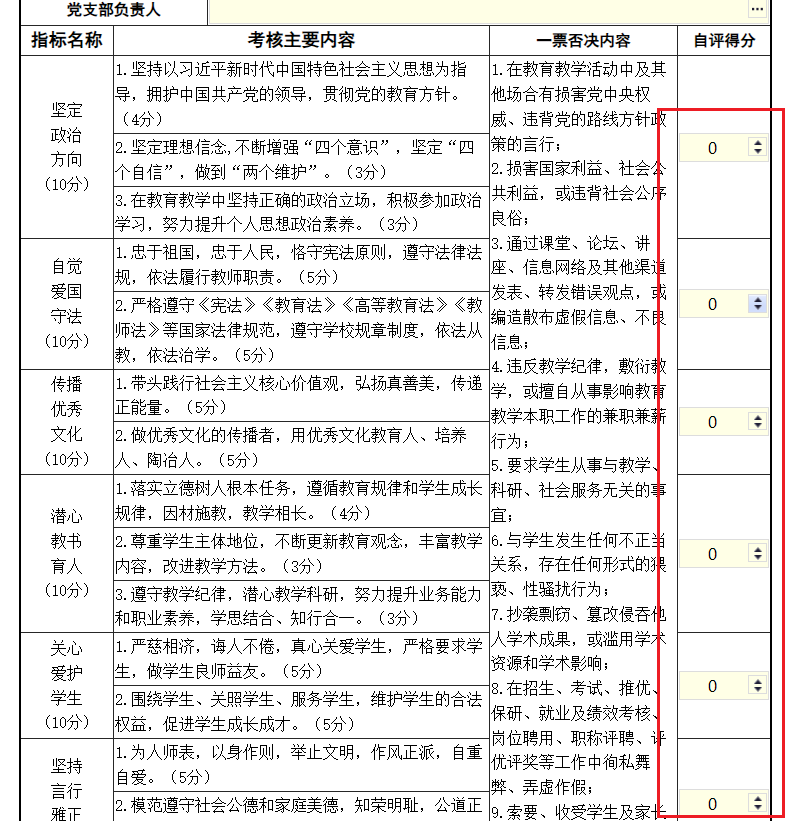 党支部负责人
...
指标名称 考核主要内容 一票否决内容 自评得分
坚定
政治
方向
(10分)
1.坚持以习近平新时代中国特色社会主义思想为指
导，拥护中国共产党的领导，贯彻党的教育方针。
（4分）
2.坚定理想信念,不断增强“四个意识”，坚定“四
个自信”，做到“两个维护”。（3分）
3.在教育教学中坚持正确的政治立场，积极参加政治
学习，努力提升个人思想政治素养。（3分）
自觉
爱国
守法
(10分)
1.忠于祖国，忠于人民，恪守宪法原则，遵守法律法
规，依法履行教师职责。（5分）
2.严格遵守《宪法》《教育法》《高等教育法》《教
师法》等国家法律规范，遵守学校规章制度，依法从
教，依法治学。（5分）
传播
优秀
文化
(10分)
1.带头践行社会主义核心价值观，弘扬真善美，传递
正能量。（5分）
2.做优秀文化的传播者，用优秀文化教育人、培养
人、陶冶人。（5分）
潜心
教书
育人
(10分)
1.落实立德树人根本任务，遵循教育规律和学生成长
规律，因材施教，教学相长。（4分）
2.尊重学生主体地位，不断更新教育观念，丰富教学
内容，改进教学方法。（3分）
3.遵守教学纪律，潜心教学科研，努力提升业务能力
和职业素养，学思结合、知行合一。（3分）
关心
爱护
学生
(10分)
1.严慈相济，诲人不倦，真心关爱学生，严格要求学
生，做学生良师益友。（5分）
2.围绕学生、关照学生、服务学生，维护学生的合法
权益，促进学生成长成才。（5分）
坚持
言行
雅正
1.为人师表，以身作则，举止文明，作风正派，自重
自爱。（5分）
2.模范遵守社会公德和家庭美德，知荣明耻，公道正
1.在教育教学活动中及其
他场合有损害党中央权
威、违背党的路线方针政
策的言行；
2.损害国家利益、社会公
共利益，或违背社会公序
良俗；
3.通过课堂、论坛、讲
座、信息网络及其他渠道
发表、转发错误观点，或
编造散布虚假信息、不良
信息；
4.违反教学纪律，敷衍教
学，或擅自从事影响教育
教学本职工作的兼职兼薪
行为；
5.要求学生从事与教学、
科研、社会服务无关的事
宜；
6.与学生发生任何不正当
关系，存在任何形式的猥
亵、性骚扰行为；
7.抄袭剽窃、篡改侵吞他
人学术成果，或滥用学术
资源和学术影响；
8.在招生、考试、推优、
保研、就业及绩效考核、
岗位聘用、职称评聘、评
优评奖等工作中徇私舞
弊、弄虚作假；
9.索要、收受学生及家长
0
0
0
0
0
0